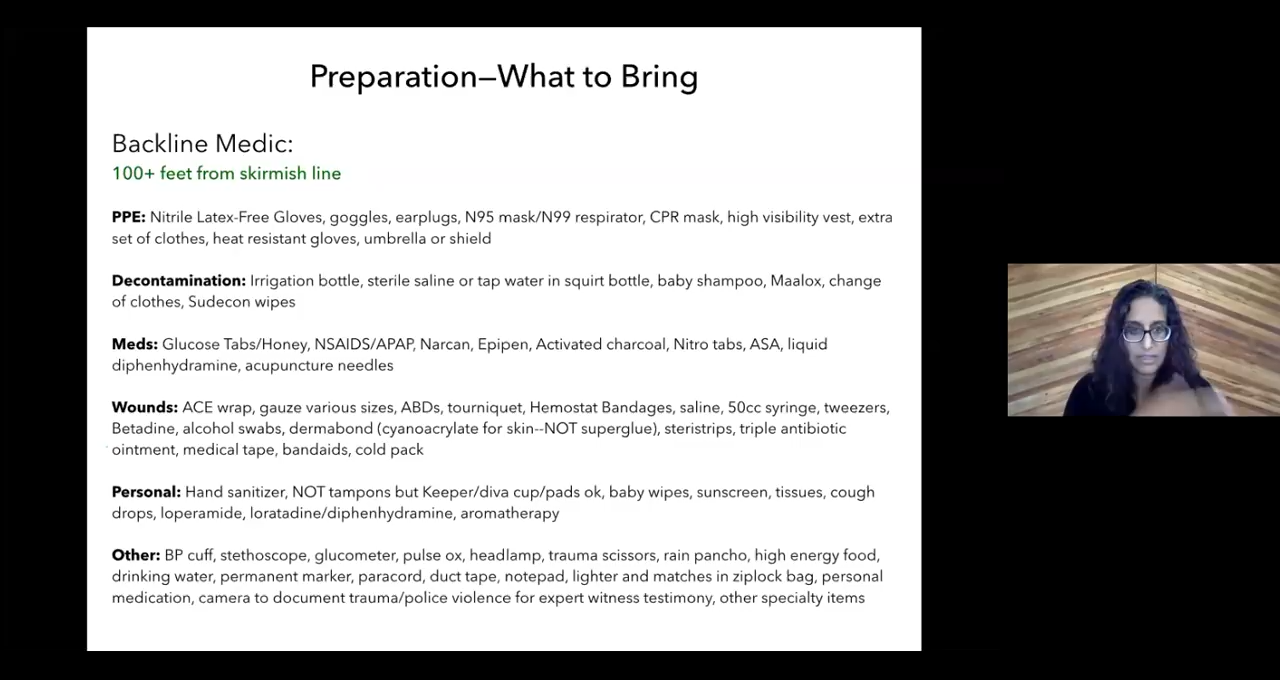 Preparation—What to Bring
Backline Medic:
100+ feet from skirmish line
PPE: Nitrile Latex-Free Gloves, goggles, earplugs, N95 mask/N99 respirator, CPR mask, high visibility vest, extra
set of clothes, heat resistant gloves, umbrella or shield
Decontamination: Irrigation bottle, sterile saline or tap water in squirt bottle, baby shampoo, Maalox, change
of clothes, Sudecon wipes
Meds: Glucose Tabs/Honey, NSAIDS/APAP, Narcan, Epipen, Activated charcoal, Nitro tabs, ASA, liquid
diphenhydramine, acupuncture needles
Wounds: ACE wrap, gauze various sizes, ABDs, tourniquet, Hemostat Bandages, saline, 50cc syringe, tweezers,
Betadine, alcohol swabs, dermabond (cyanoacrylate for skin--NOT superglue), steristrips, triple antibiotic
ointment, medical tape, bandaids, cold pack
Personal: Hand sanitizer, NOT tampons but Keeper/diva cup/pads ok, baby wipes, sunscreen, tissues, cough
drops, loperamide, loratadine/diphenhydramine, aromatherapy
Other: BP cuff, stethoscope, glucometer, pulse ox, headlamp, trauma scissors, rain pancho, high energy food,
drinking water, permanent marker, paracord, duct tape, notepad, lighter and matches in ziplock bag, personal
medication, camera to document trauma/police violence for expert witness testimony, other specialty items